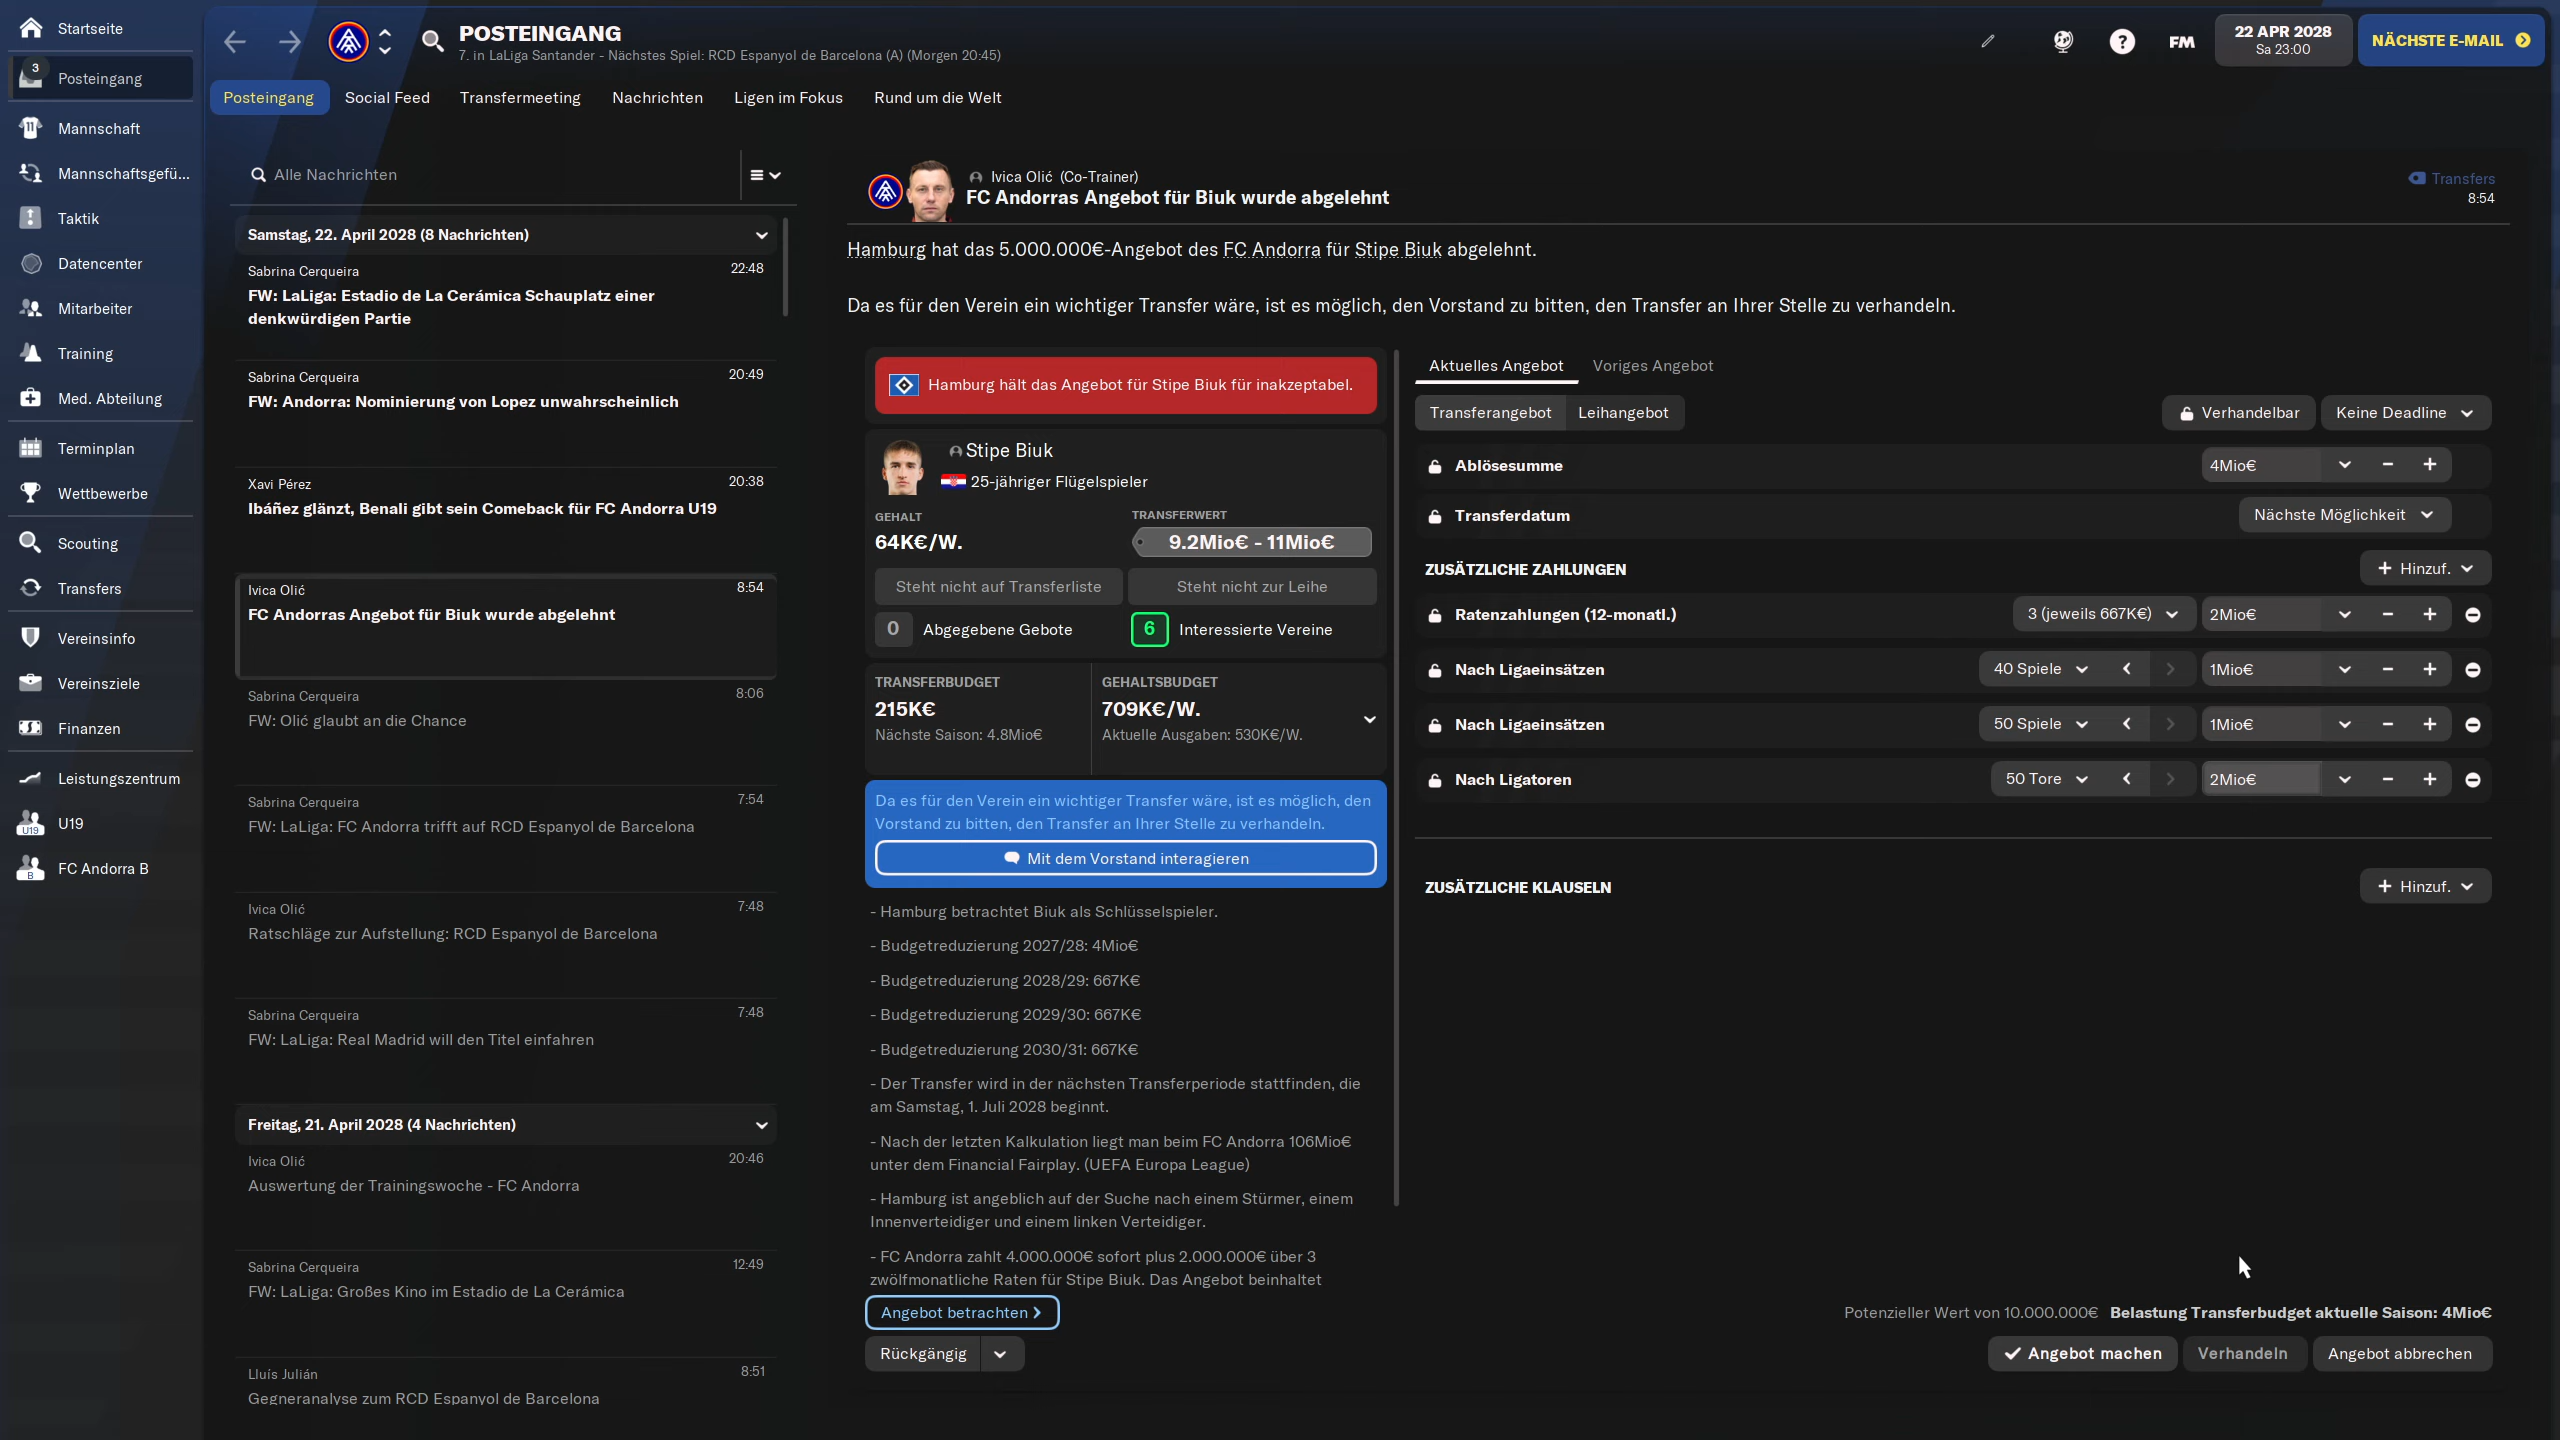 Startseite
3
Posteingang
Mannschaft
Mannschaftsgefü...
Taktik
Datencenter
Mitarbeiter
Training
Med. Abteilung
Terminplan
Wettbewerbe
Scouting
Transfers
Vereinsinfo
Vereinsziele
Finanzen
Leistungszentrum
U19
U19
B
FC Andorra B
POSTEINGANG
7. in LaLiga Santander - Nächstes Spiel: RCD Espanyol de Barcelona (A) (Morgen 20:45)
FM
22 APR 2028
Sa 23:00
NÄCHSTE E-MAIL
Posteingang
Social Feed
Transfermeeting
Nachrichten
Ligen im Fokus
Rund um die Welt
Alle Nachrichten
Samstag, 22. April 2028 (8 Nachrichten)
Sabrina Cerqueira 22:48
FW: LaLiga: Estadio de La Cerámica Schauplatz einer
denkwürdigen Partie
Sabrina Cerqueira 20:49
FW: Andorra: Nominierung von Lopez unwahrscheinlich
Xavi Pérez 20:38
Ibáñez glänzt, Benali gibt sein Comeback für FC Andorra U19
Ivica Olić 8:54
FC Andorras Angebot für Biuk wurde abgelehnt
Sabrina Cerqueira 8:06
FW: Olić glaubt an die Chance
Sabrina Cerqueira 7:54
FW: LaLiga: FC Andorra trifft auf RCD Espanyol de Barcelona
Ivica Olić 7:48
Ratschläge zur Aufstellung: RCD Espanyol de Barcelona
Sabrina Cerqueira 7:48
FW: LaLiga: Real Madrid will den Titel einfahren
Freitag, 21. April 2028 (4 Nachrichten)
Ivica Olić 20:46
Auswertung der Trainingswoche - FC Andorra
Sabrina Cerqueira 12:49
FW: LaLiga: Großes Kino im Estadio de La Cerámica
Lluís Julián 8:51
Gegneranalyse zum RCD Espanyol de Barcelona
Ivica Olić (Co-Trainer)
FC Andorras Angebot für Biuk wurde abgelehnt
Transfers
8:54
Hamburg hat das 5.000.000€-Angebot des FC Andorra für Stipe Biuk abgelehnt.
Da es für den Verein ein wichtiger Transfer wäre, ist es möglich, den Vorstand zu bitten, den Transfer an Ihrer Stelle zu verhandeln.
Hamburg hält das Angebot für Stipe Biuk für inakzeptabel.
Stipe Biuk
25-jähriger Flügelspieler
GEHALT TRANSFERWERT
64K€/W. 9.2Mio€ - 11Mio€
Steht nicht auf Transferliste Steht nicht zur Leihe
0 Abgegebene Gebote 6 Interessierte Vereine
TRANSFERBUDGET GEHALTSBUDGET
215K€ 709K€/W.
Nächste Saison: 4.8Mio€ Aktuelle Ausgaben: 530K€/W.
Da es für den Verein ein wichtiger Transfer wäre, ist es möglich, den
Vorstand zu bitten, den Transfer an Ihrer Stelle zu verhandeln.
Mit dem Vorstand interagieren
- Hamburg betrachtet Biuk als Schlüsselspieler.
- Budgetreduzierung 2027/28: 4Mio€
- Budgetreduzierung 2028/29: 667K€
- Budgetreduzierung 2029/30: 667K€
- Budgetreduzierung 2030/31: 667K€
- Der Transfer wird in der nächsten Transferperiode stattfinden, die
am Samstag, 1. Juli 2028 beginnt.
- Nach der letzten Kalkulation liegt man beim FC Andorra 106Mio€
unter dem Financial Fairplay. (UEFA Europa League)
- Hamburg ist angeblich auf der Suche nach einem Stürmer, einem
Innenverteidiger und einem linken Verteidiger.
- FC Andorra zahlt 4.000.000€ sofort plus 2.000.000€ über 3
zwölfmonatliche Raten für Stipe Biuk. Das Angebot beinhaltet
Angebot betrachten
Rückgängig
Aktuelles Angebot Voriges Angebot
Transferangebot Leihangebot Verhandelbar Keine Deadline
Ablösesumme 4Mio€
Transferdatum Nächste Möglichkeit
ZUSÄTZLICHE ZAHLUNGEN + Hinzuf.
Ratenzahlungen (12-monatl.) 3 (jeweils 667K€) 2Mio€
Nach Ligaeinsätzen 40 Spiele 1Mio€
Nach Ligaeinsätzen 50 Spiele 1Mio€
Nach Ligatoren 50 Tore 2Mio€
ZUSÄTZLICHE KLAUSELN + Hinzuf.
Potenzieller Wert von 10.000.000€ Belastung Transferbudget aktuelle Saison: 4Mio€
Angebot machen Verhandeln Angebot abbrechen